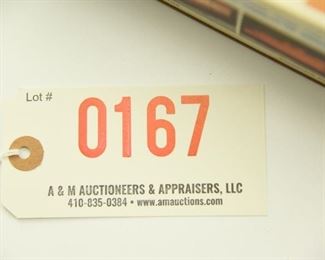 Lot #
0167
A & M AUCTIONEERS & APPRAISERS, LLC
410-835-0384 • www.amauctions.com